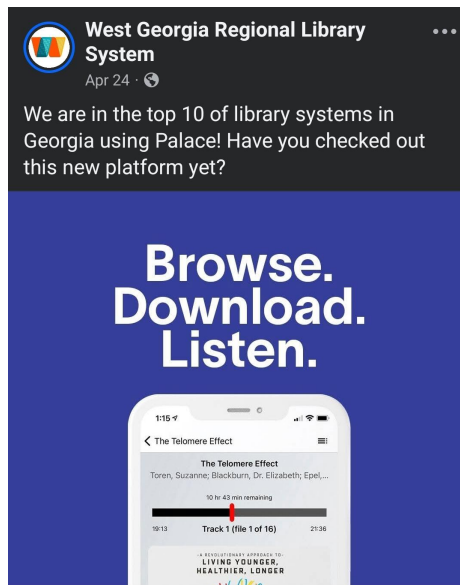 West Georgia Regional Library
System
Apr 24
We are in the top 10 of library systems in
Georgia using Palace! Have you checked out
this new platform yet?
Browse.
Download.
Listen.
1:15
The Telomere Effect
The Telomere Effect
Toren, Suzanne; Blackburn, Dr. Elizabeth; Epel,...
10 hr 43 min remaining
19:13 Track 1 (file 1 of 16) 21:36
-A REVOLUTIONARY APPROACH TO-
LIVING YOUNGER,
HEALTHIER, LONGER